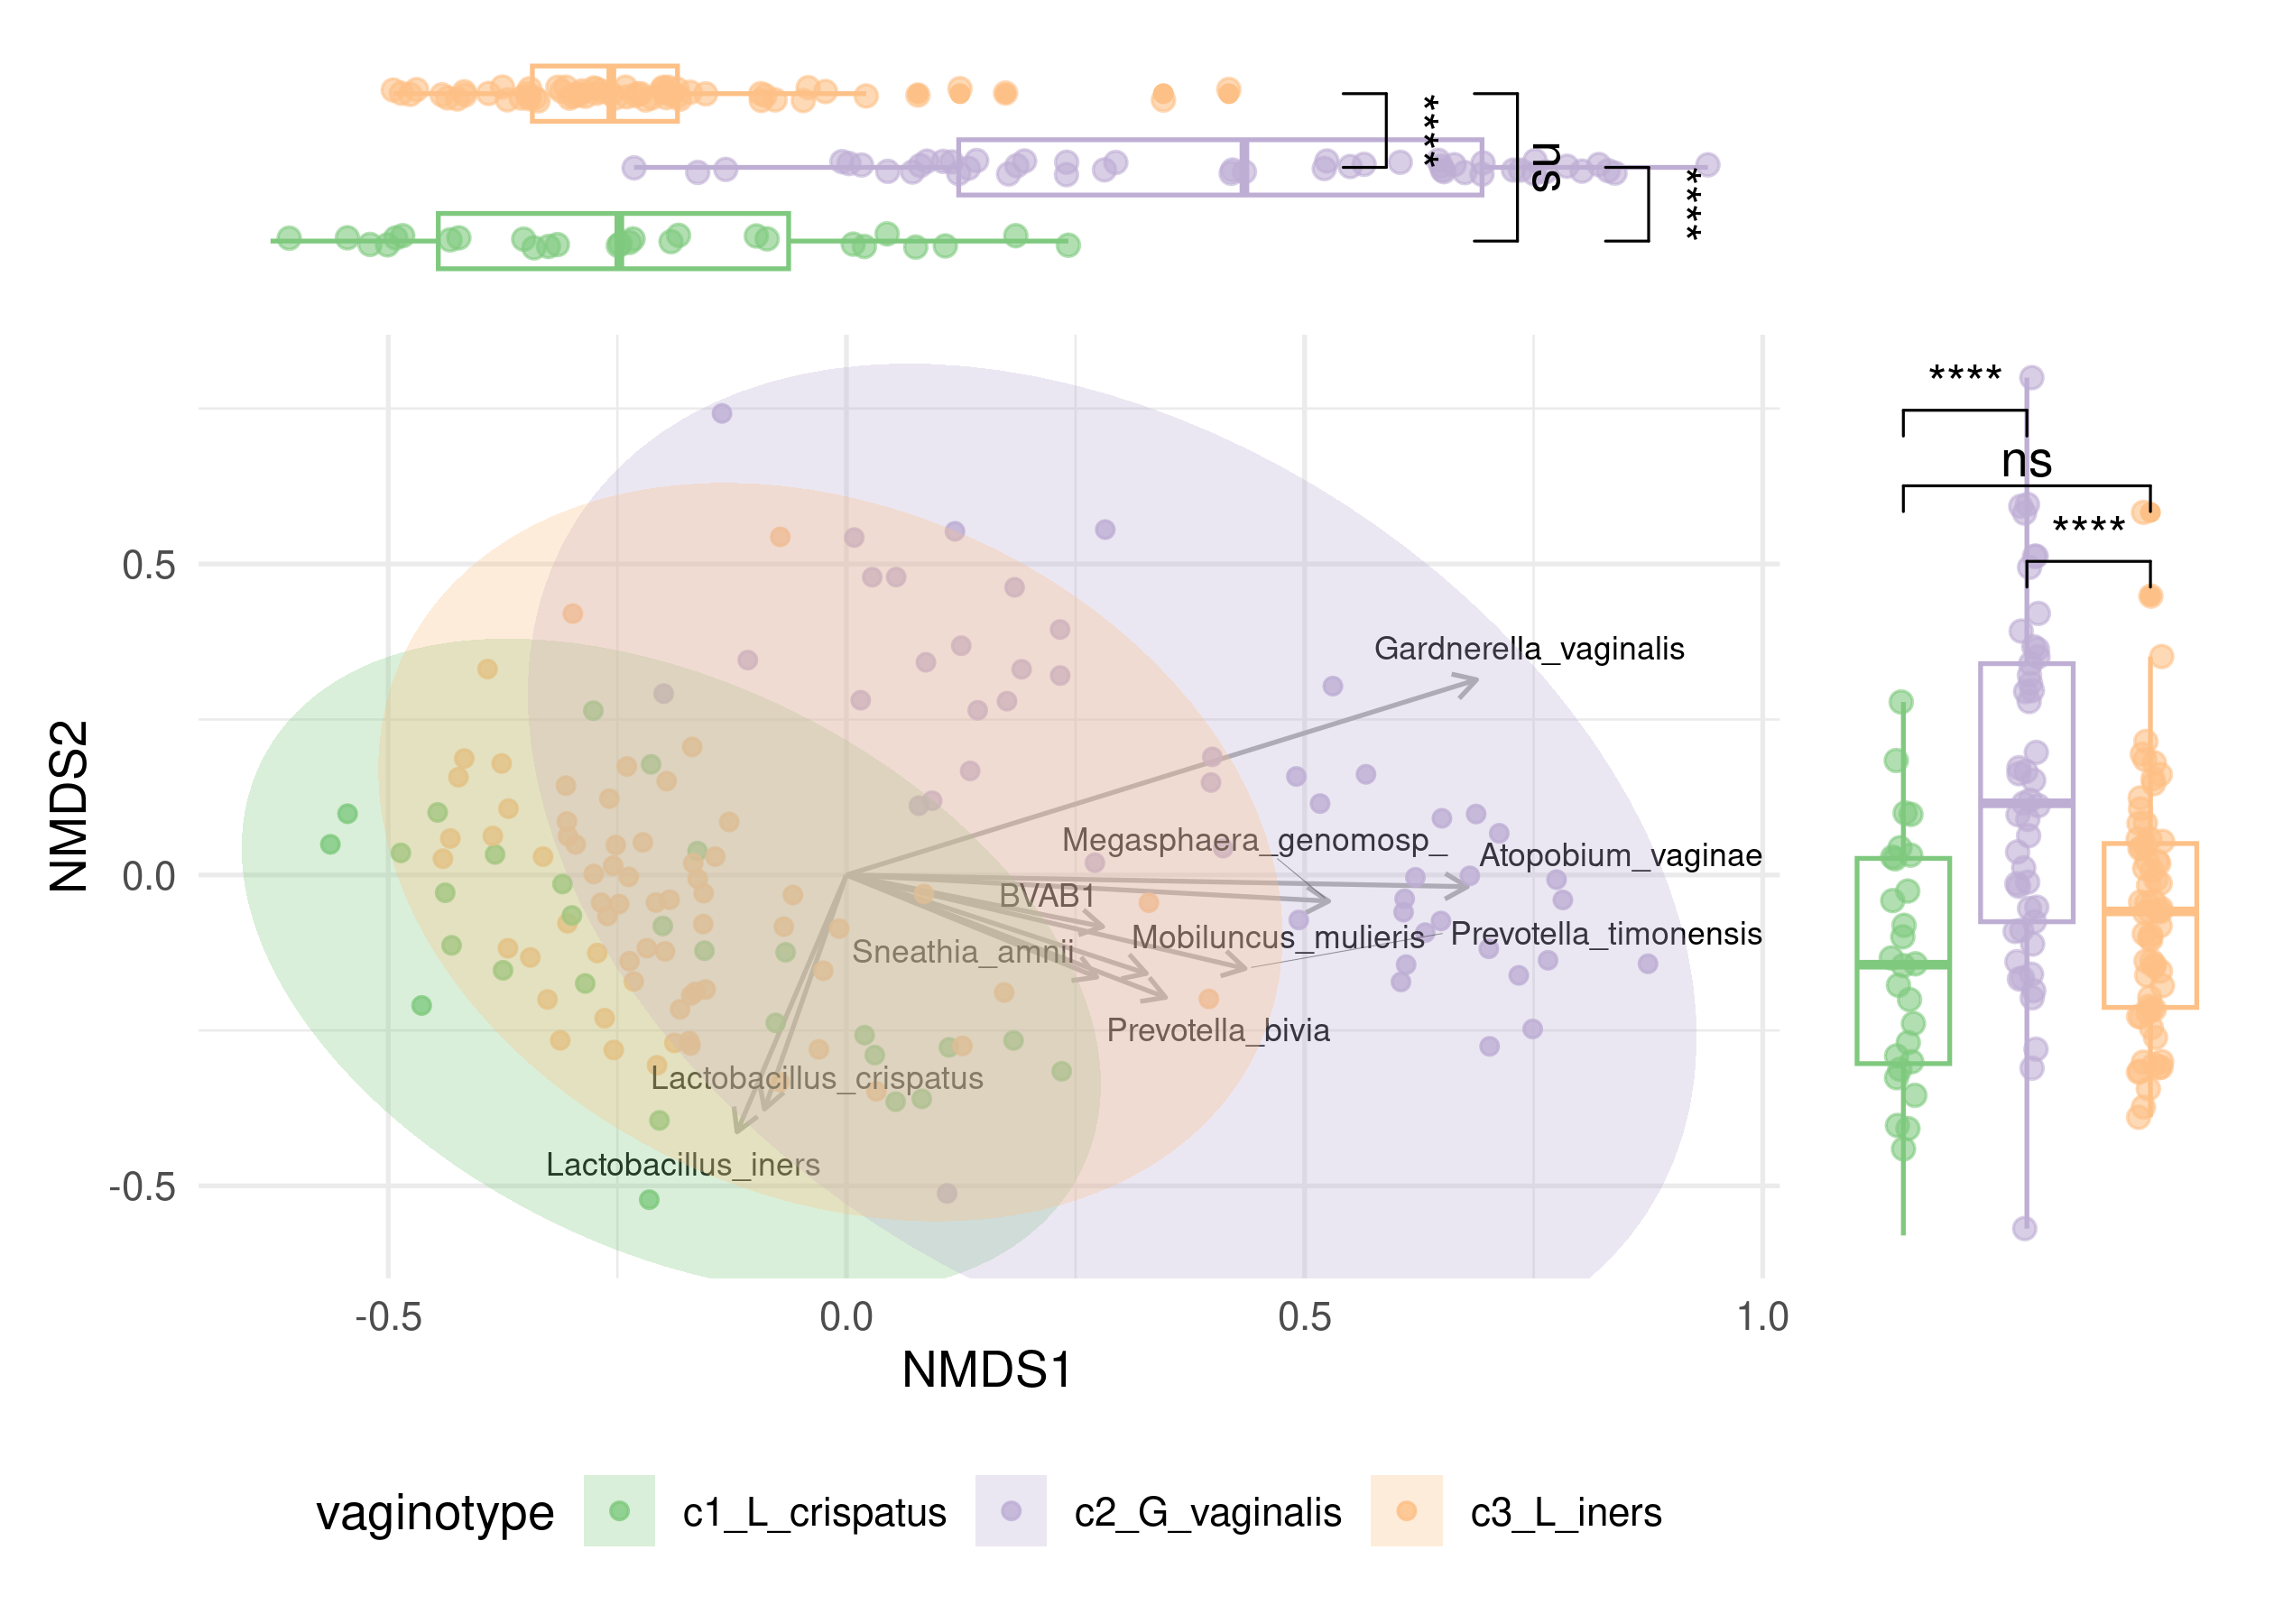 ****
ns
****
****
ns
****
NMDS2
0.5
0.0
-0.5
Gardnerella_vaginalis
Megasphaera_genomosp_
Atopobium_vaginae
BVAB1
Mobiluncus_mulieris
Prevotella_timonensis
Sneathia_amnii
Prevotella_bivia
Lactobacillus_crispatus
Lactobacillus_iners
-0.5
0.0
0.5
1.0
NMDS1
vaginotype
c1_L_crispatus
c2_G_vaginalis
c3_L_iners